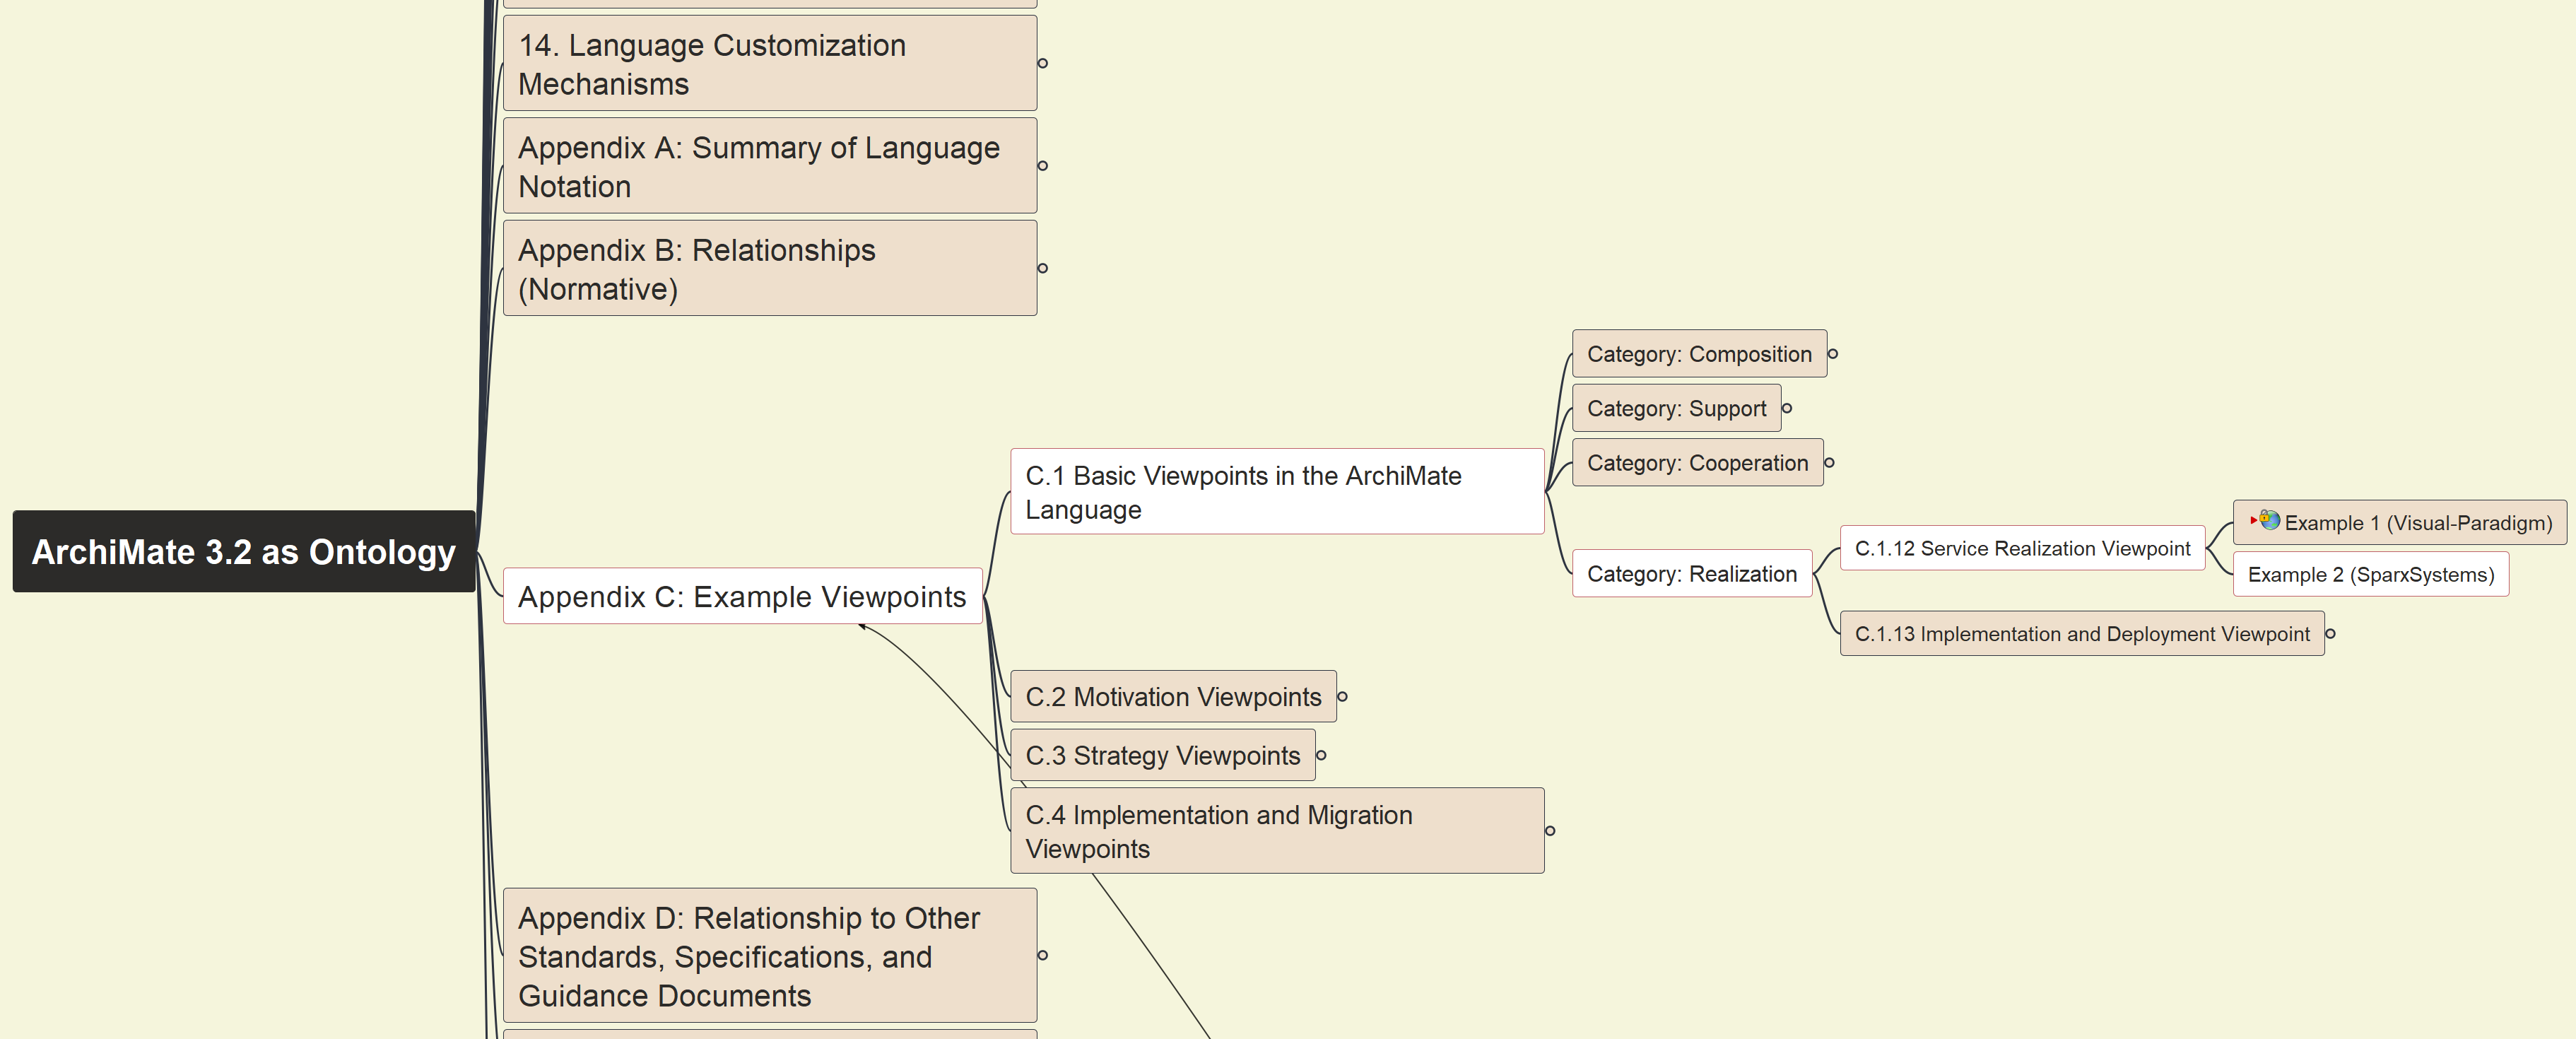 14. Language Customization
Mechanisms
Appendix A: Summary of Language
Notation
Appendix B: Relationships
(Normative)
ArchiMate 3.2 as Ontology
Appendix C: Example Viewpoints
C.1 Basic Viewpoints in the ArchiMate
Language
Category: Composition
Category: Support
Category: Cooperation
Category: Realization
C.1.12 Service Realization Viewpoint
Example 1 (Visual-Paradigm)
Example 2 (SparxSystems)
C.1.13 Implementation and Deployment Viewpoint
C.2 Motivation Viewpoints
C.3 Strategy Viewpoints
C.4 Implementation and Migration
Viewpoints
Appendix D: Relationship to Other
Standards, Specifications, and
Guidance Documents